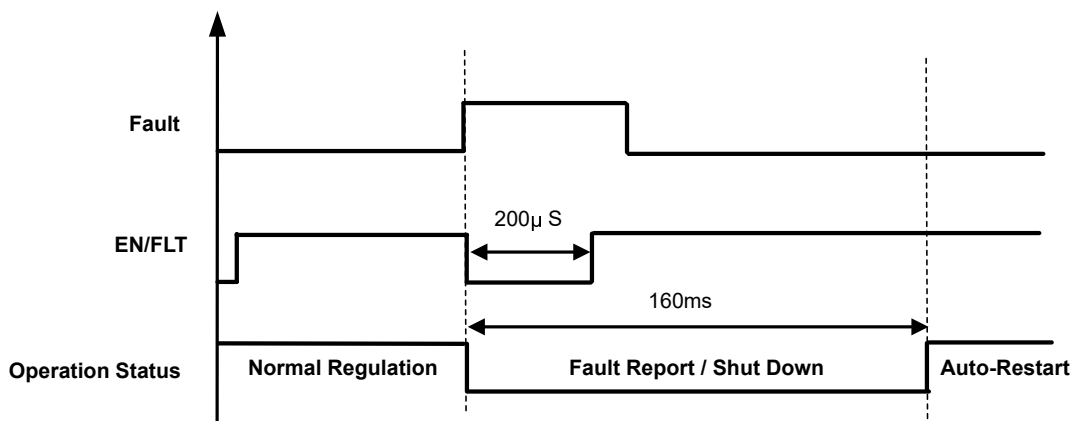 Fault
200μ S
EN/FLT
160ms
Operation Status
Normal Regulation
Fault Report / Shut Down
Auto-Restart